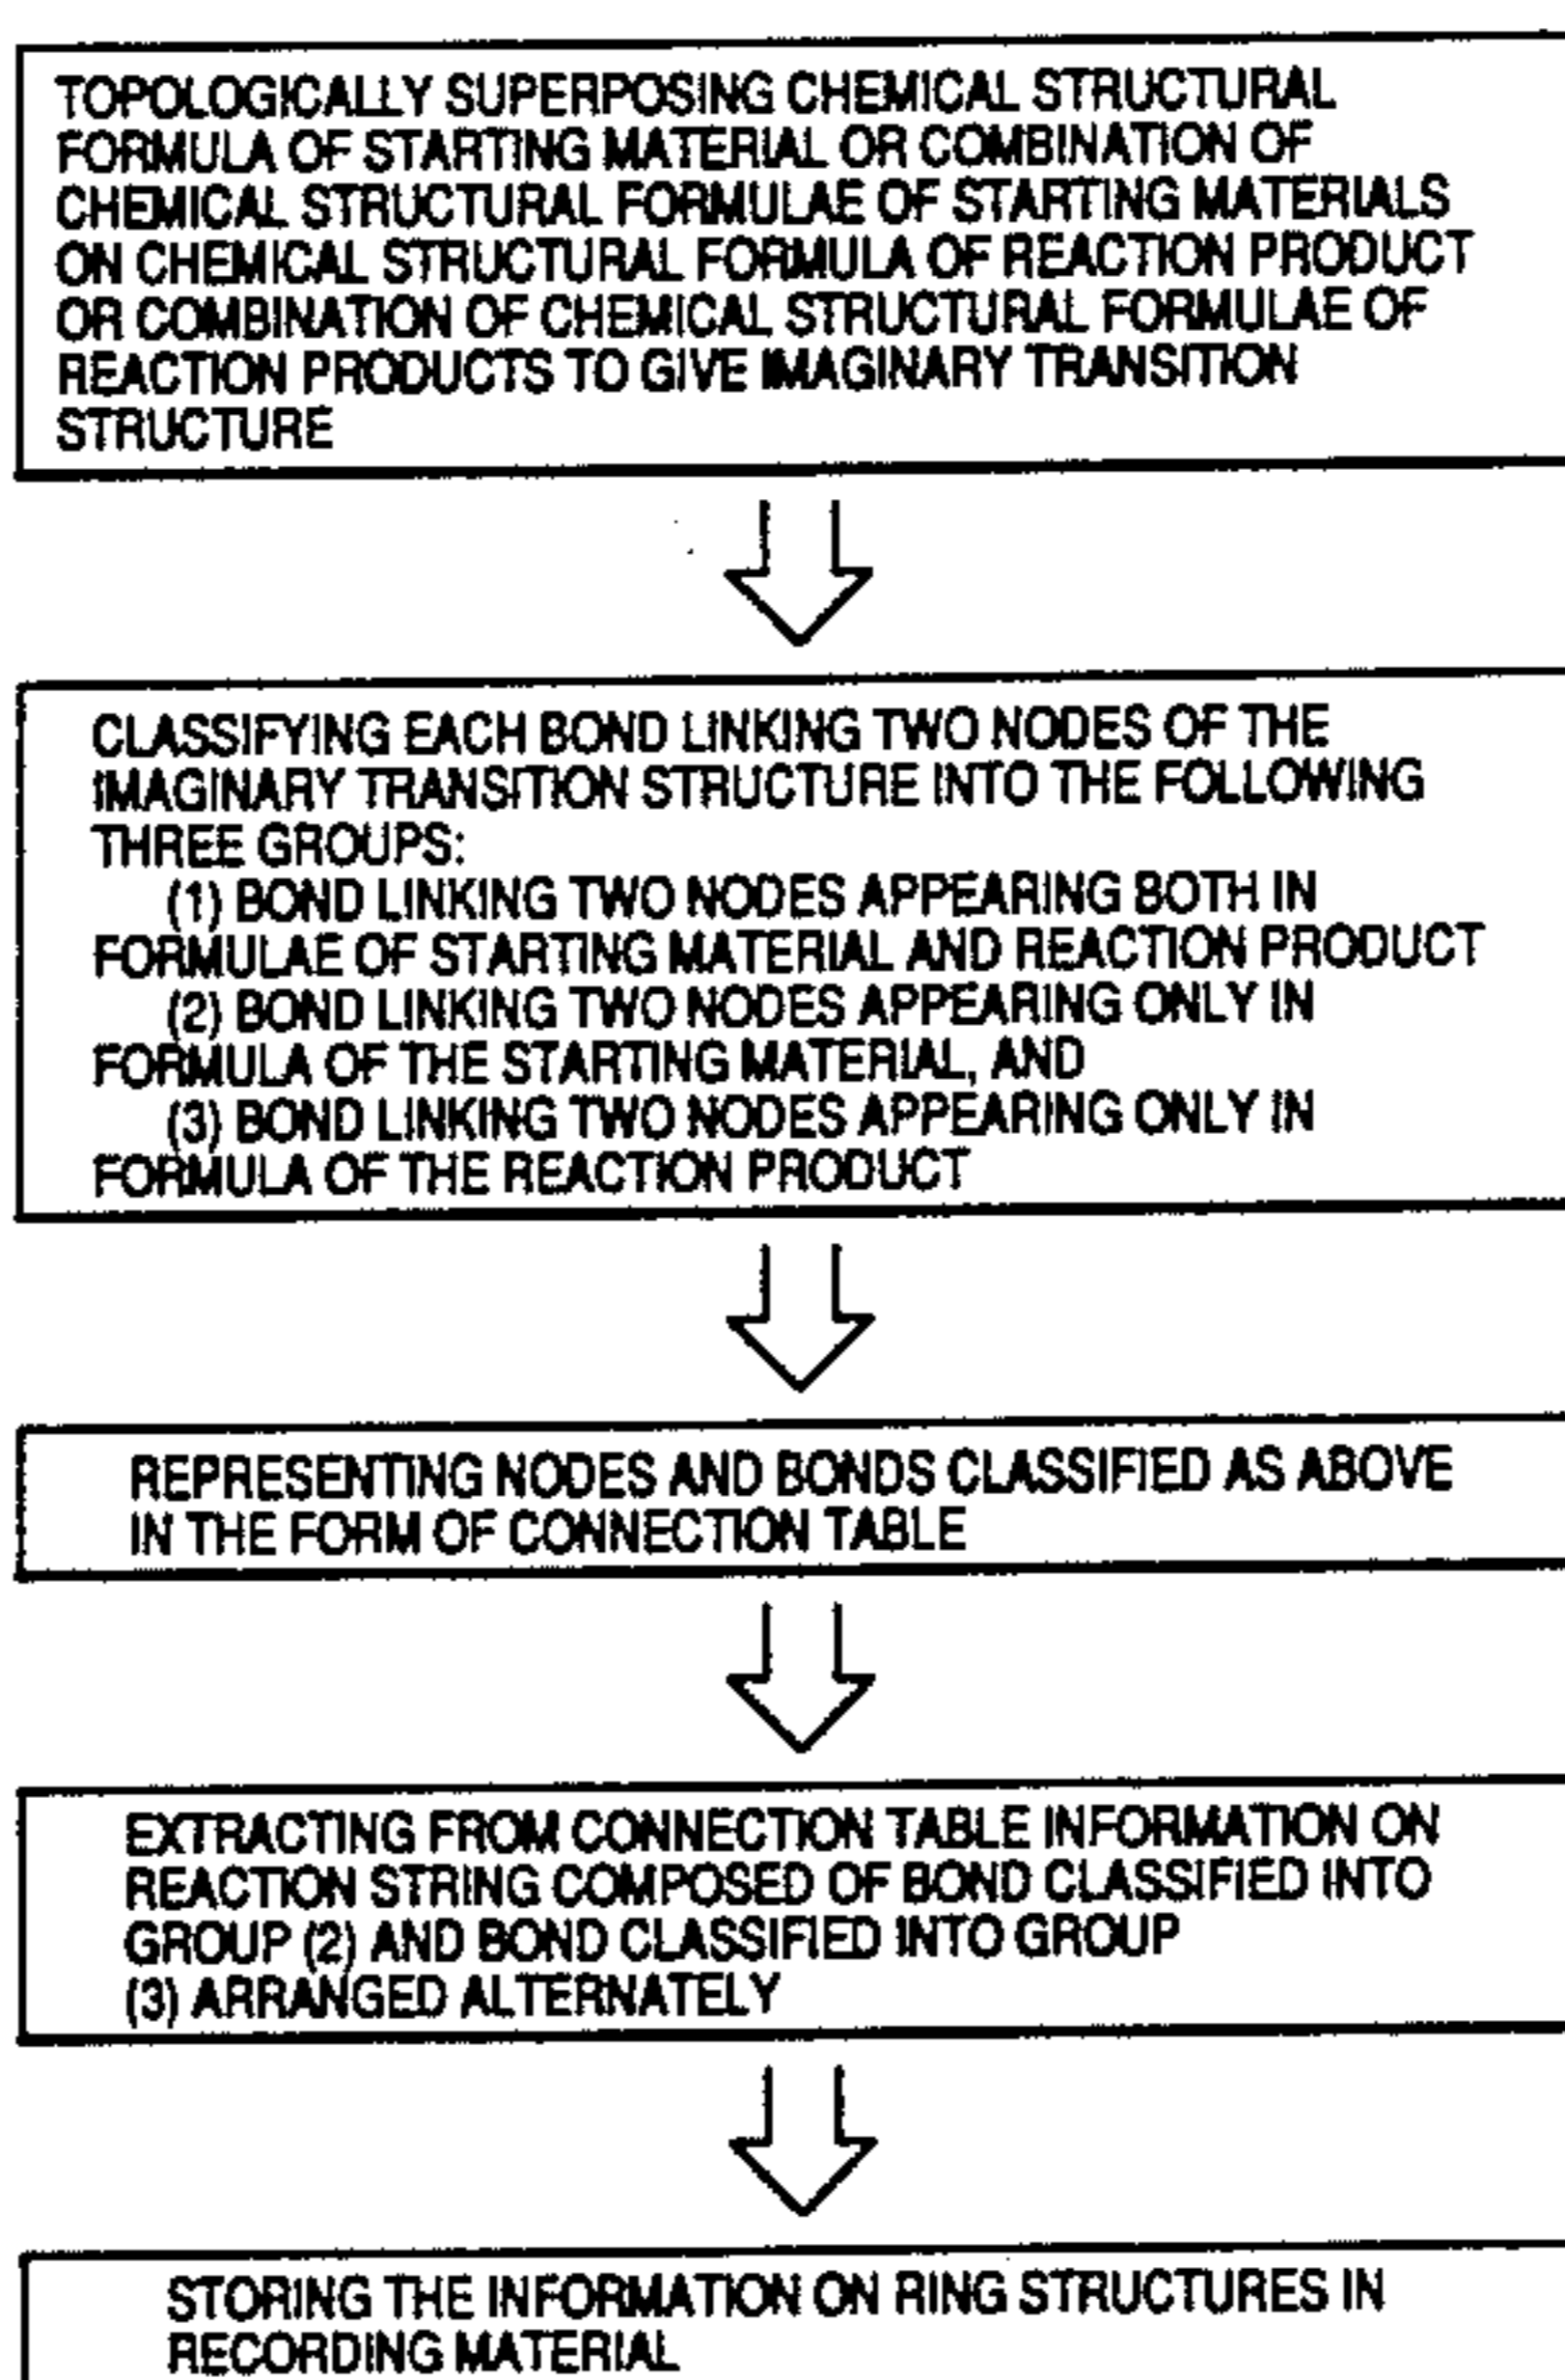 TOPOLOGICALLY SUPERPOSING CHEMICAL STRUCTURAL
FORMULA OF STARTING MATERIAL OR COMBINATION OF
CHEMICAL STRUCTURAL FORMULAE OF STARTING MATERIALS
ON CHEMICAL STRUCTURAL FORMULA OF REACTION PRODUCT
OR COMBINATION OF CHEMICAL STRUCTURAL FORMULAE OF
REACTION PRODUCTS TO GIVE IMAGINARY TRANSITION
STRUCTURE
CLASSIFYING EACH BOND LINKING TWO NODES OF THE
IMAGINARY TRANSITION STRUCTURE INTO THE FOLLOWING
THREE GROUPS:
(1) BOND LINKING TWO NODES APPEARING BOTH IN
FORMULAE OF STARTING MATERIAL AND REACTION PRODUCT
(2) BOND LINKING TWO NODES APPEARING ONLY IN
FORMULA OF THE STARTING MATERIAL, AND
(3) BOND LINKING TWO NODES APPEARING ONLY IN
FORMULA OF THE REACTION PRODUCT
REPRESENTING NODES AND BONDS CLASSIFIED AS ABOVE
IN THE FORM OF CONNECTION TABLE
EXTRACTING FROM CONNECTION TABLE INFORMATION ON
REACTION STRING COMPOSED OF BOND CLASSIFIED INTO
GROUP (2) AND BOND CLASSIFIED INTO GROUP
(3) ARRANGED ALTERNATELY
STORING THE INFORMATION ON RING STRUCTURES IN
RECORDING MATERIAL